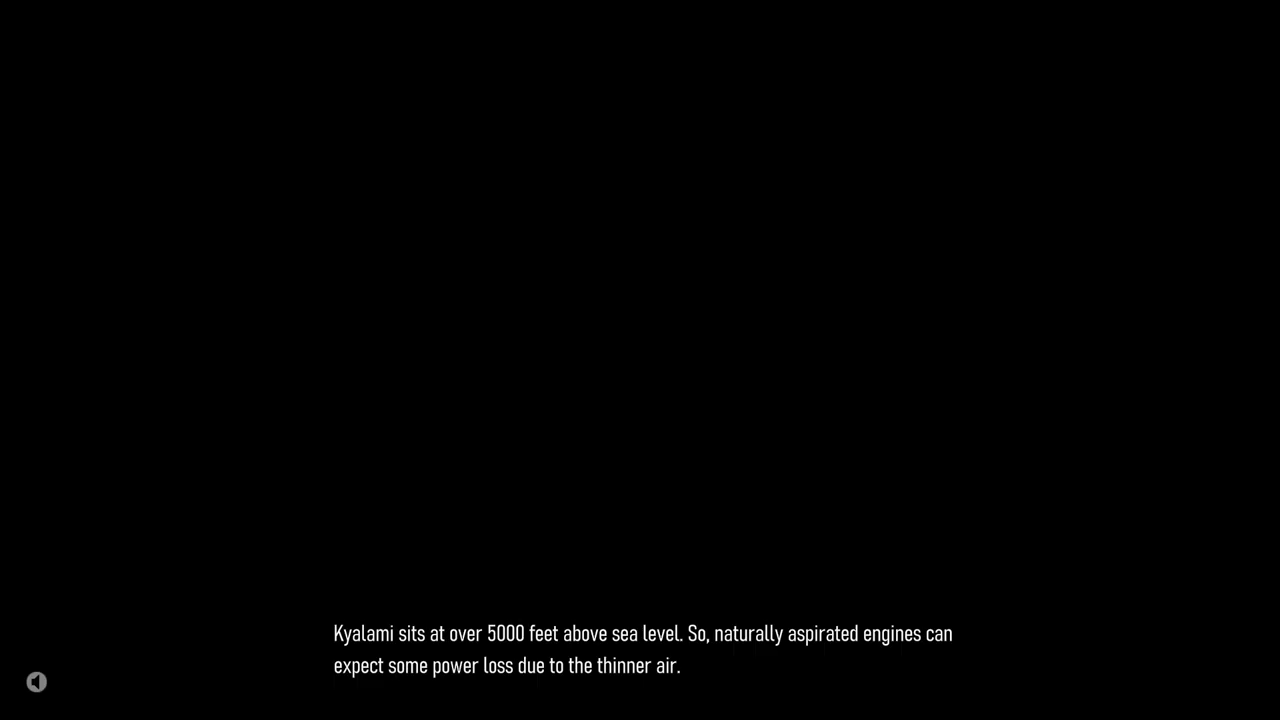 Kyalami sits at over 5000 feet above sea level. So, naturally aspirated engines can
expect some power loss due to the thinner air.